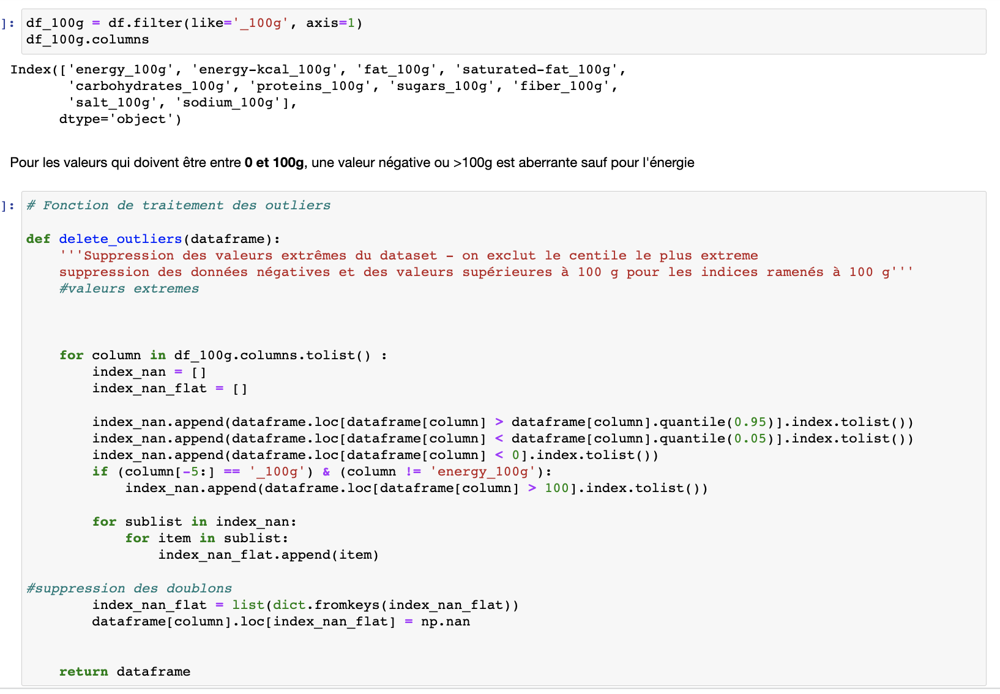 ]: df_100g = df.filter(like='_100g', axis=1)
df_100g.columns
Index(['energy_100g', 'energy-kcal_100g', 'fat_100g', 'saturated-fat_100g',
'carbohydrates_100g', 'proteins_100g', 'sugars_100g', 'fiber_100g',
'salt_100g', 'sodium_100g'],
dtype='object')
Pour les valeurs qui doivent être entre 0 et 100g, une valeur négative ou >100g est aberrante sauf pour l'énergie
]: # Fonction de traitement des outliers
def delete_outliers(dataframe):
'''Suppression des valeurs extrêmes du dataset - on exclut le centile le plus extreme
suppression des données négatives et des valeurs supérieures à 100 g pour les indices ramenés à 100 g'''
#valeurs extremes
for column in df_100g.columns.tolist() :
index_nan = []
index_nan_flat = []
index_nan.append(dataframe.loc[dataframe[column] > dataframe[column].quantile(0.95)].index.tolist())
index_nan.append(dataframe.loc[dataframe[column] < dataframe[column].quantile(0.05)].index.tolist())
index_nan.append(dataframe.loc[dataframe[column] < 0].index.tolist())
if (column[-5:] == '_100g') & (column != 'energy_100g'):
index_nan.append(dataframe.loc[dataframe[column] > 100].index.tolist())
for sublist in index_nan:
for item in sublist:
index_nan_flat.append(item)
#suppression des doublons
index_nan_flat = list(dict.fromkeys(index_nan_flat))
dataframe[column].loc[index_nan_flat] = np.nan
return dataframe